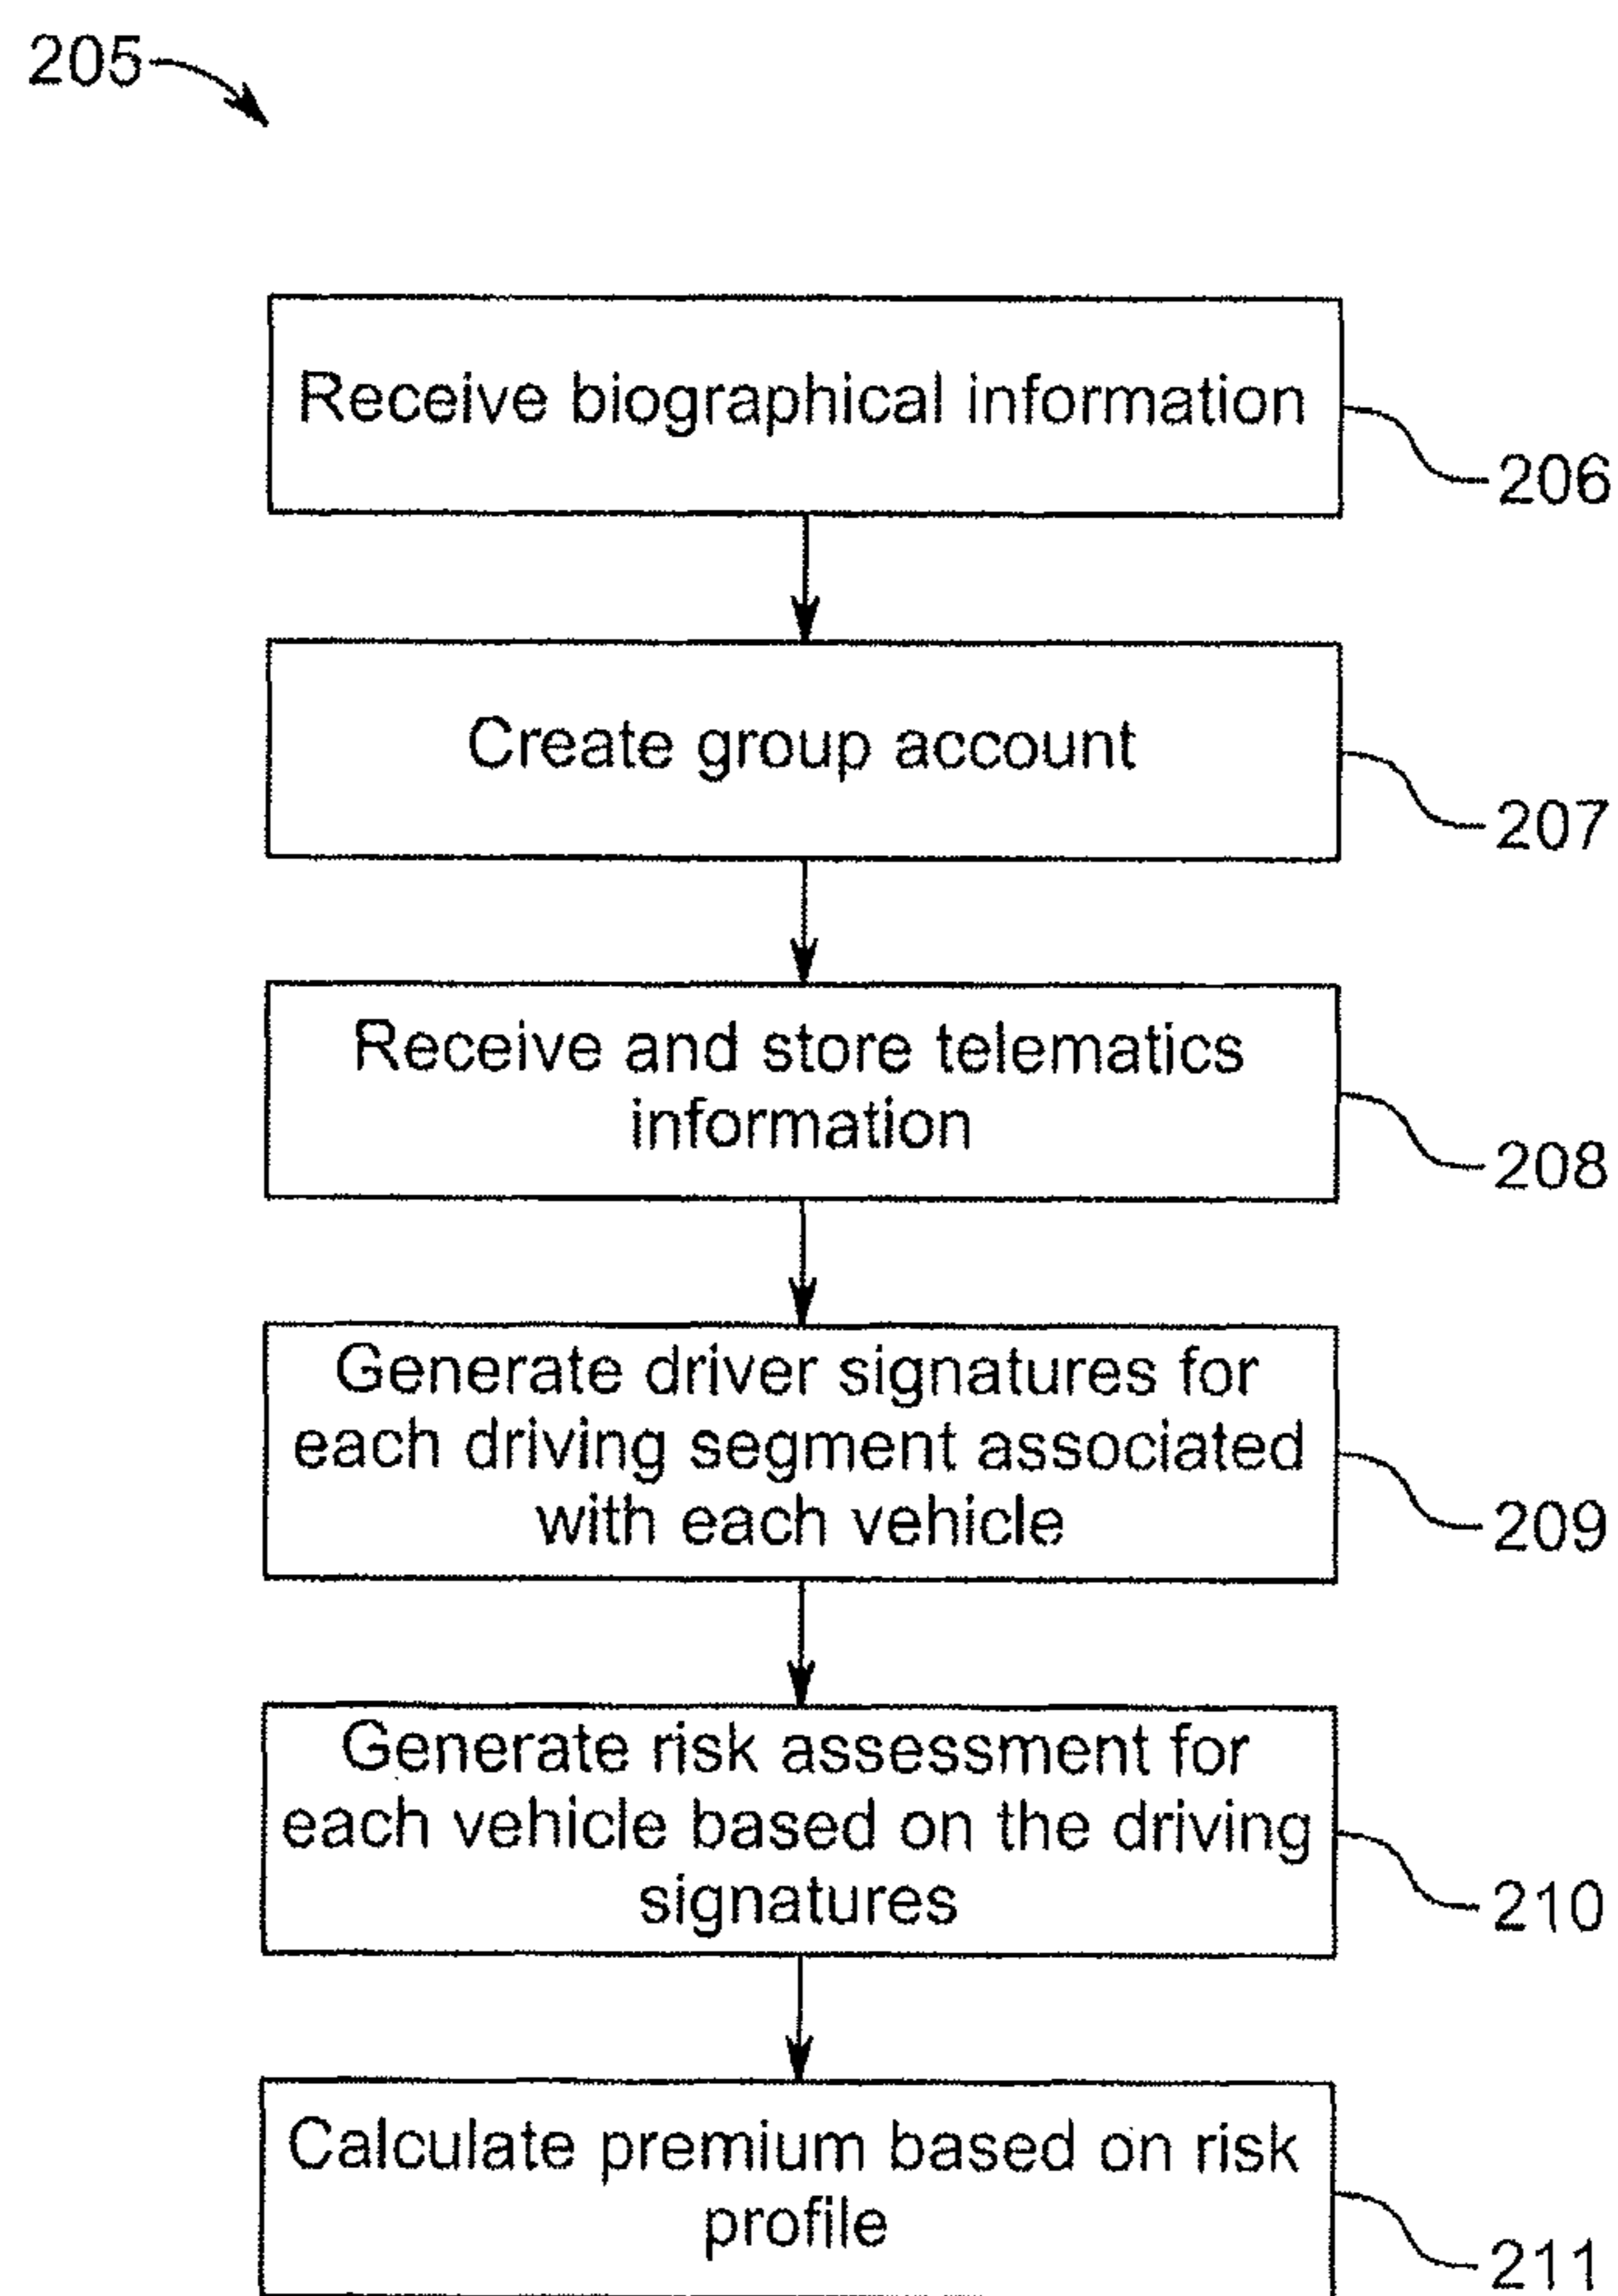 205
Receive biographical information
206
Create group account
207
Receive and store telematics
information
208
Generate driver signatures for
each driving segment associated
with each vehicle
209
Generate risk assessment for
each vehicle based on the driving
signatures
210
Calculate premium based on risk
profile
211